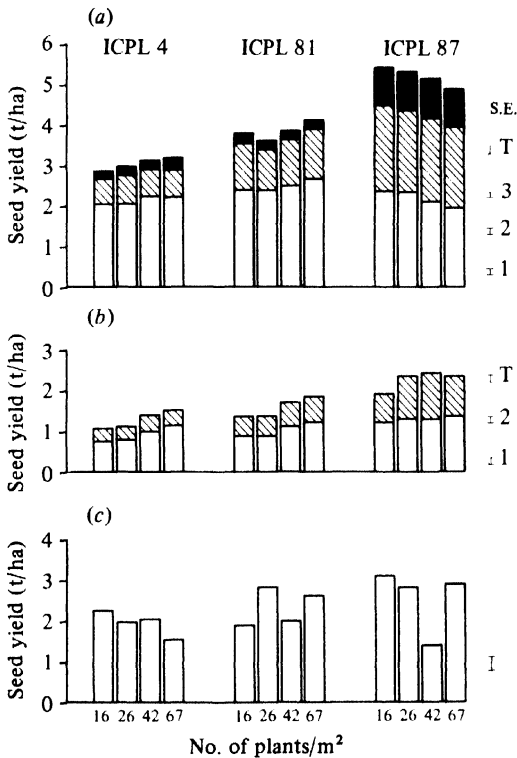 (a)
ICPL 4 ICPL 81 ICPL 87
6
5
4
3
2
1
0
Seed yield (t/ha)
S.E.
T
3
2
1
(b)
3
2
1
0
Seed yield (t/ha)
T
2
1
(c)
4
3
2
1
0
Seed yield (t/ha)
16 26 42 67 16 26 42 67 16 26 42 67
No. of plants/m²